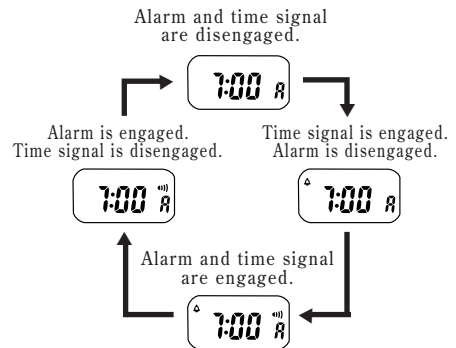 Alarm and time signal
are disengaged.
7:00 A
Alarm is engaged.
Time signal is disengaged.
Time signal is engaged.
Alarm is disengaged.
7:00 A
7:00 A
Alarm and time signal
are engaged.
7:00 A